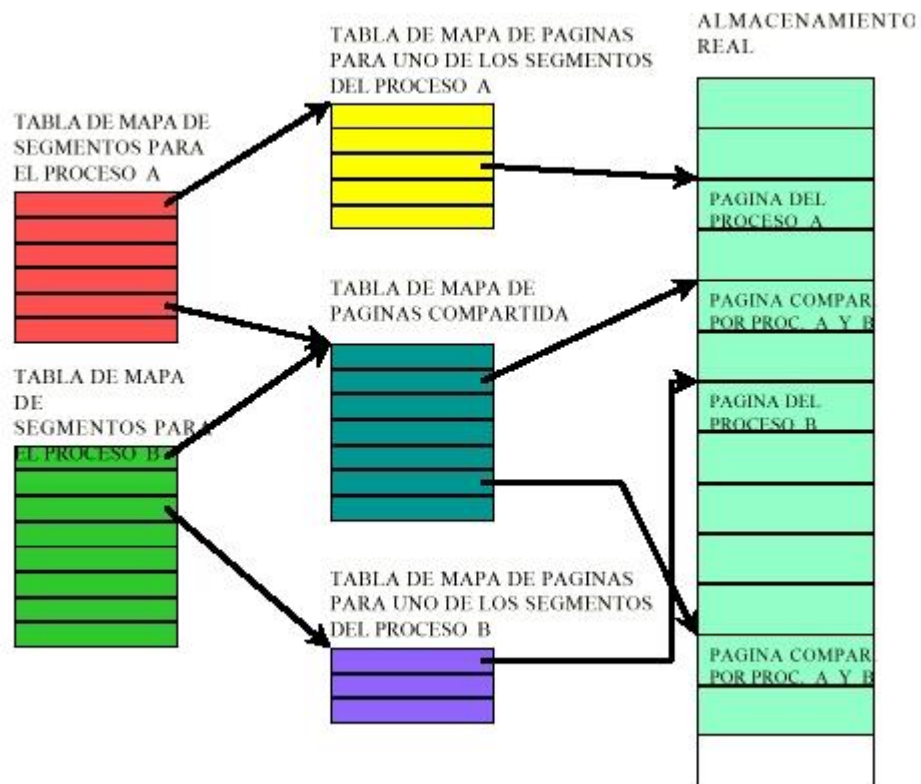 TABLA DE MAPA DE
SEGMENTOS PARA
EL PROCESO A
TABLA DE MAPA
DE
SEGMENTOS PARA
EL PROCESO B
TABLA DE MAPA DE PAGINAS
PARA UNO DE LOS SEGMENTOS
DEL PROCESO A
TABLA DE MAPA DE
PAGINAS COMPARTIDA
TABLA DE MAPA DE PAGINAS
PARA UNO DE LOS SEGMENTOS
DEL PROCESO B
ALMACENAMIENTO
REAL
PAGINA DEL
PROCESO A
PAGINA COMPAR.
POR PROC. A Y B
PAGINA DEL
PROCESO B
PAGINA COMPAR.
POR PROC. A Y B